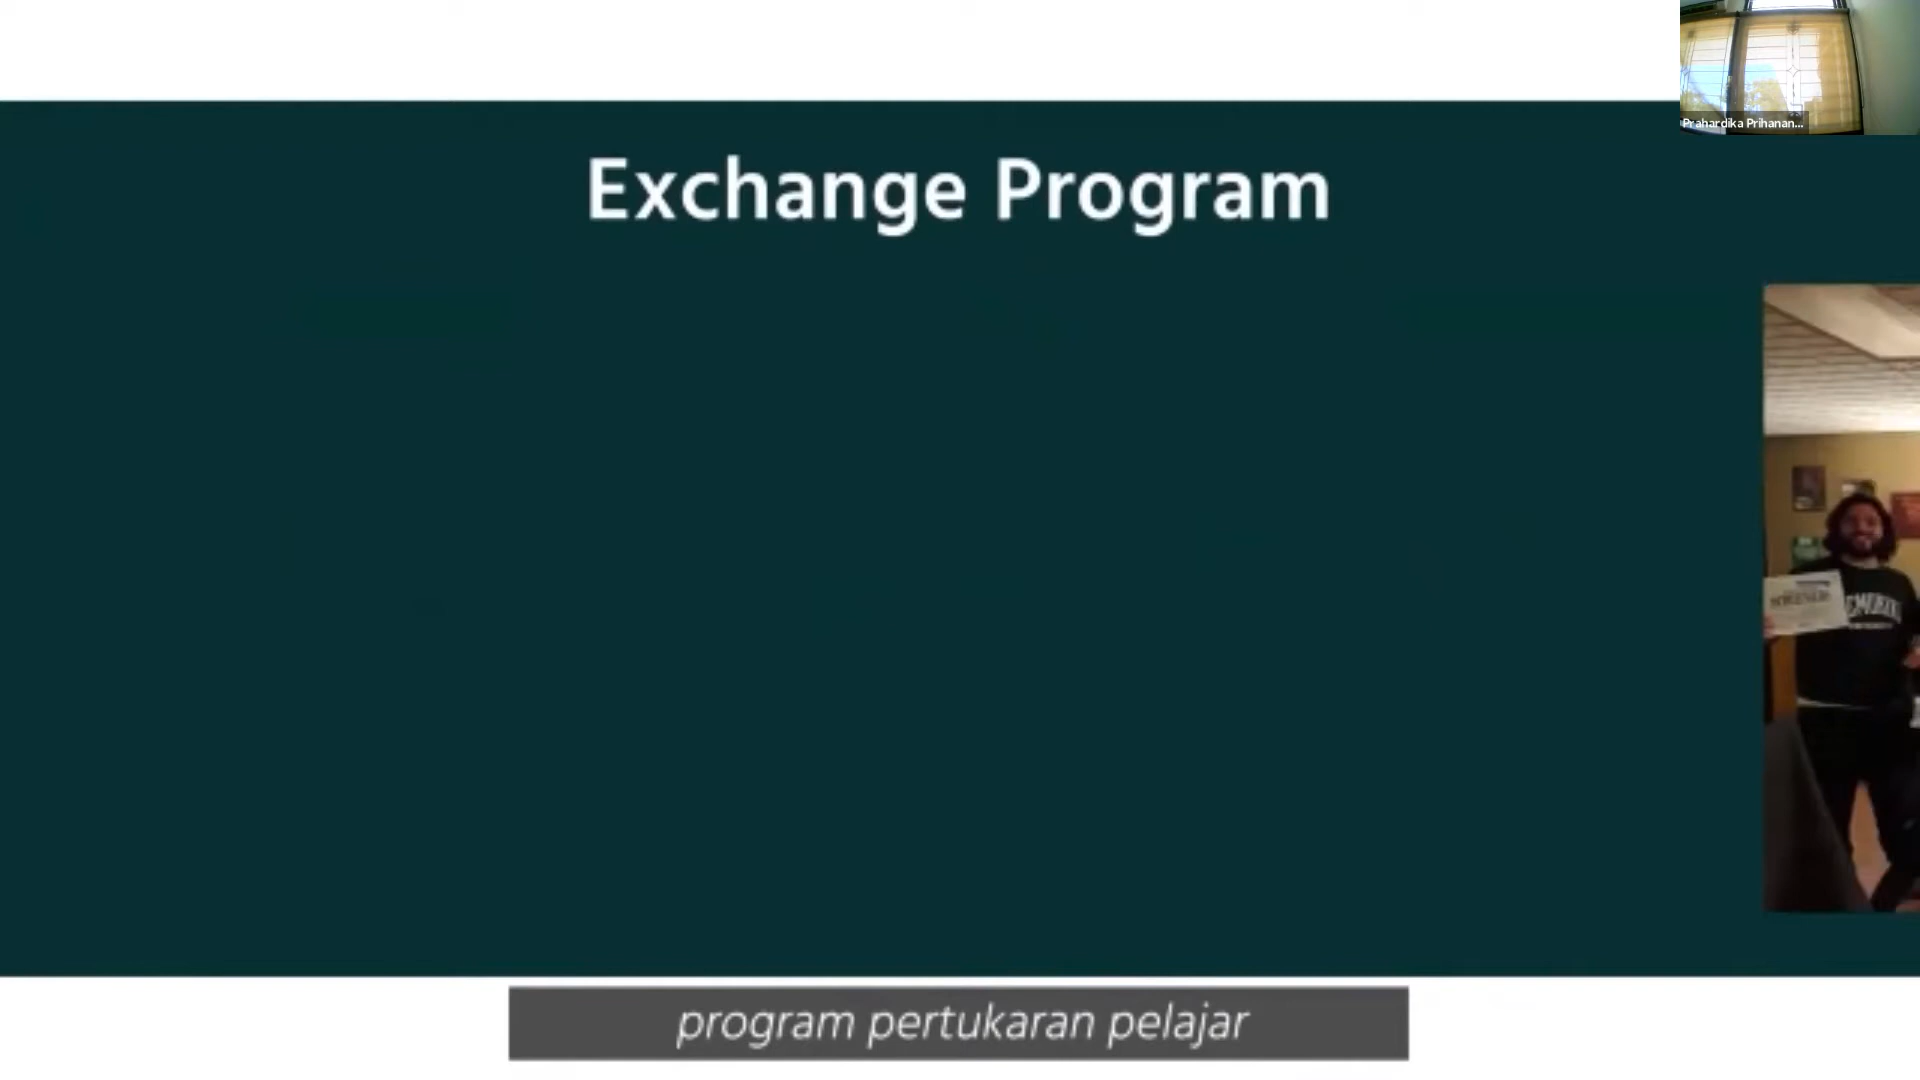 Prahardika Prihanan...
Exchange Program
program pertukaran pelajar